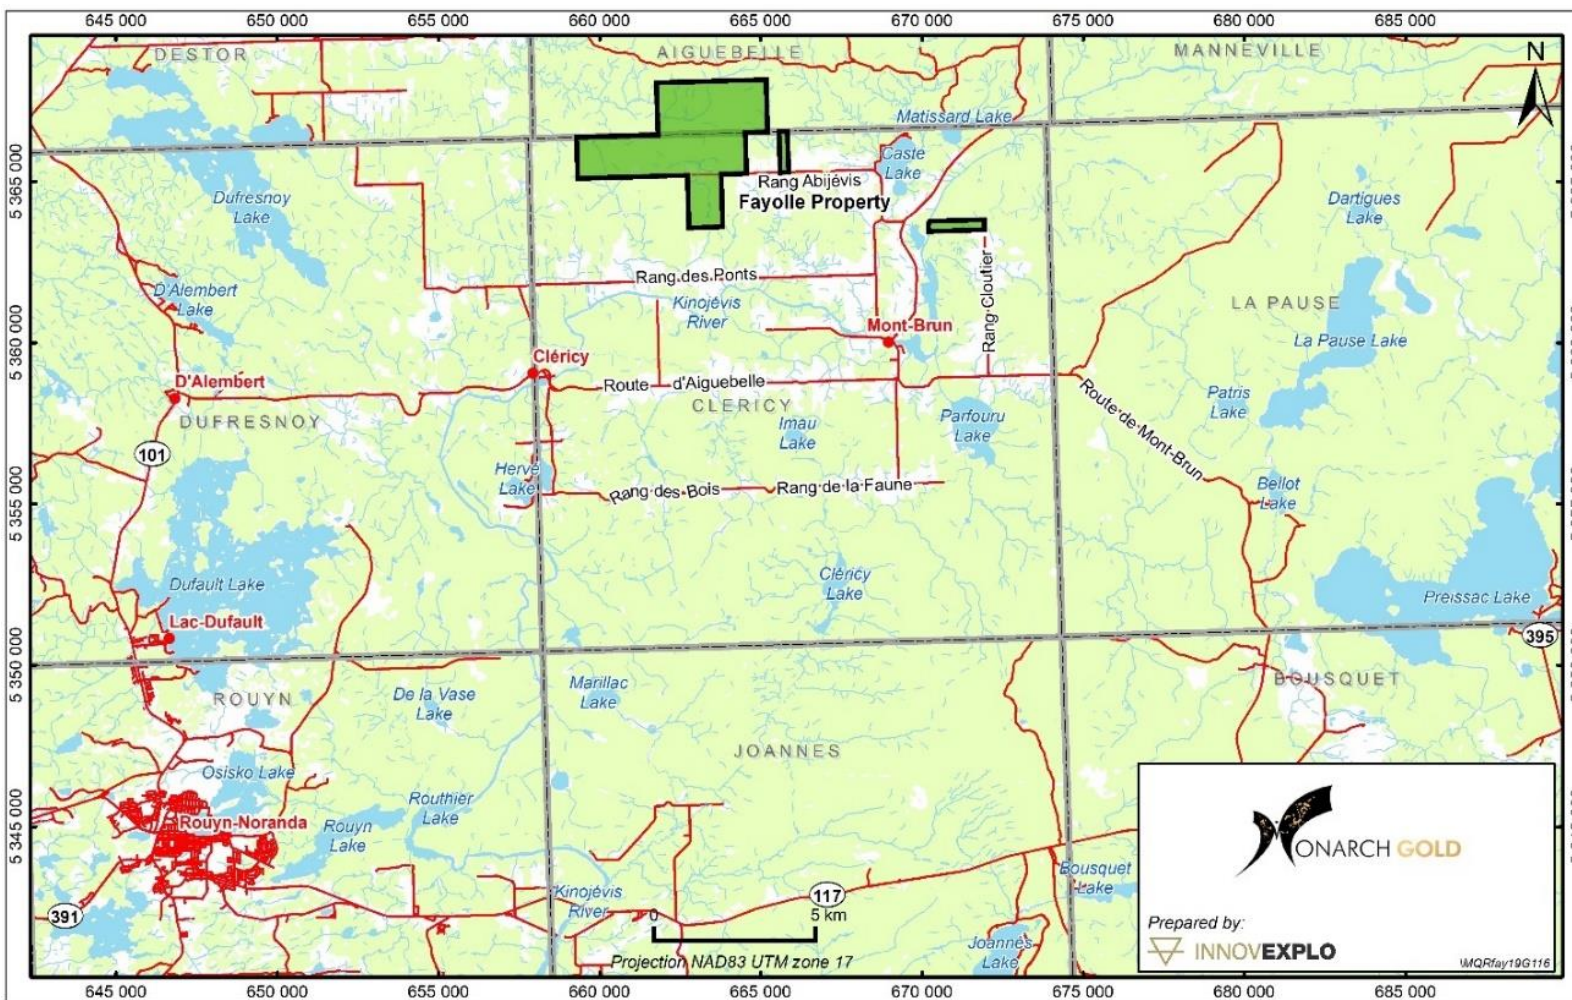 645 000 650 000 655 000 660 000 665 000 670 000 675 000 680 000 685 000
DESTOR
AIGUEBELLE
MANNEVILLE
N
Matissard Lake
5 365 000
Caste
Lake
Rang Abijévis
Fayolle Property
Dufresnoy
Lake
Dartigues
Lake
Rang des Ponts
D'Alembert
Lake
Kinojévis
River
Rang Cloutier
LA PAUSE
5 360 000
Mont-Brun
La Pause Lake
Cléricy
D'Alembert
Route d'Aiguebelle
Route de Mont-Brun
DUFRESNOY
CLERICY
Imau
Lake
Parfouru
Lake
Patris
Lake
101
Hervé
Lake
Rang des Bois
Rang de la Faune
Bellot
Lake
5 355 000
Dufault Lake
Cléricy
Lake
Preissac Lake
Lac-Dufault
395
5 350 000
ROUYN
De la Vase
Lake
Marillac
Lake
BOUSQUET
JOANNES
Osisko Lake
Routhier
Lake
5 345 000
Rouyn-Noranda
Rouyn
Lake
MONARCH GOLD
Bousquet
Lake
391
Kinojévis
River
117
0 5 km
Joannès
Lake
Projection NAD83 UTM zone 17
Prepared by:
INNOVEXPLO
\MQRfay19G116
645 000 650 000 655 000 660 000 665 000 670 000 675 000 680 000 685 000